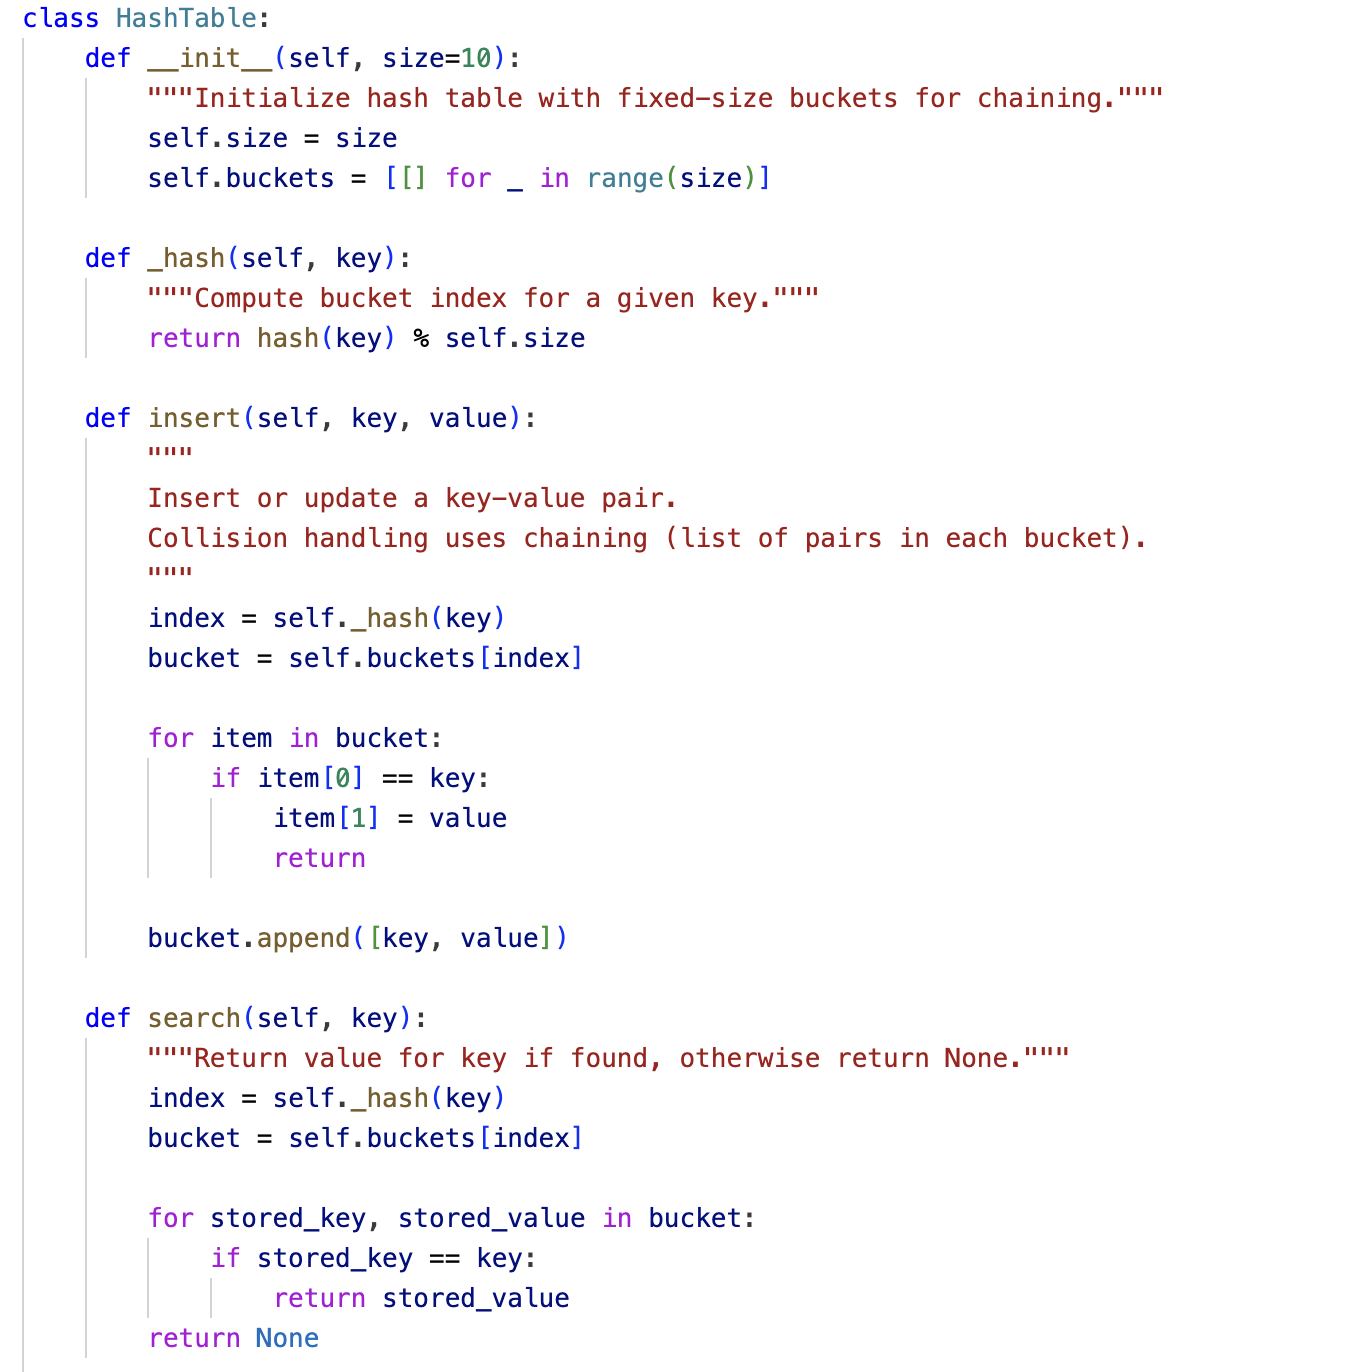 class HashTable:
    def __init__(self, size=10):
        """Initialize hash table with fixed-size buckets for chaining."""
        self.size = size
        self.buckets = [[] for _ in range(size)]

    def _hash(self, key):
        """Compute bucket index for a given key."""
        return hash(key) % self.size

    def insert(self, key, value):
        """
        Insert or update a key-value pair.
        Collision handling uses chaining (list of pairs in each bucket).
        """
        index = self._hash(key)
        bucket = self.buckets[index]

        for item in bucket:
            if item[0] == key:
                item[1] = value
                return

        bucket.append([key, value])

    def search(self, key):
        """Return value for key if found, otherwise return None."""
        index = self._hash(key)
        bucket = self.buckets[index]

        for stored_key, stored_value in bucket:
            if stored_key == key:
                return stored_value
        return None